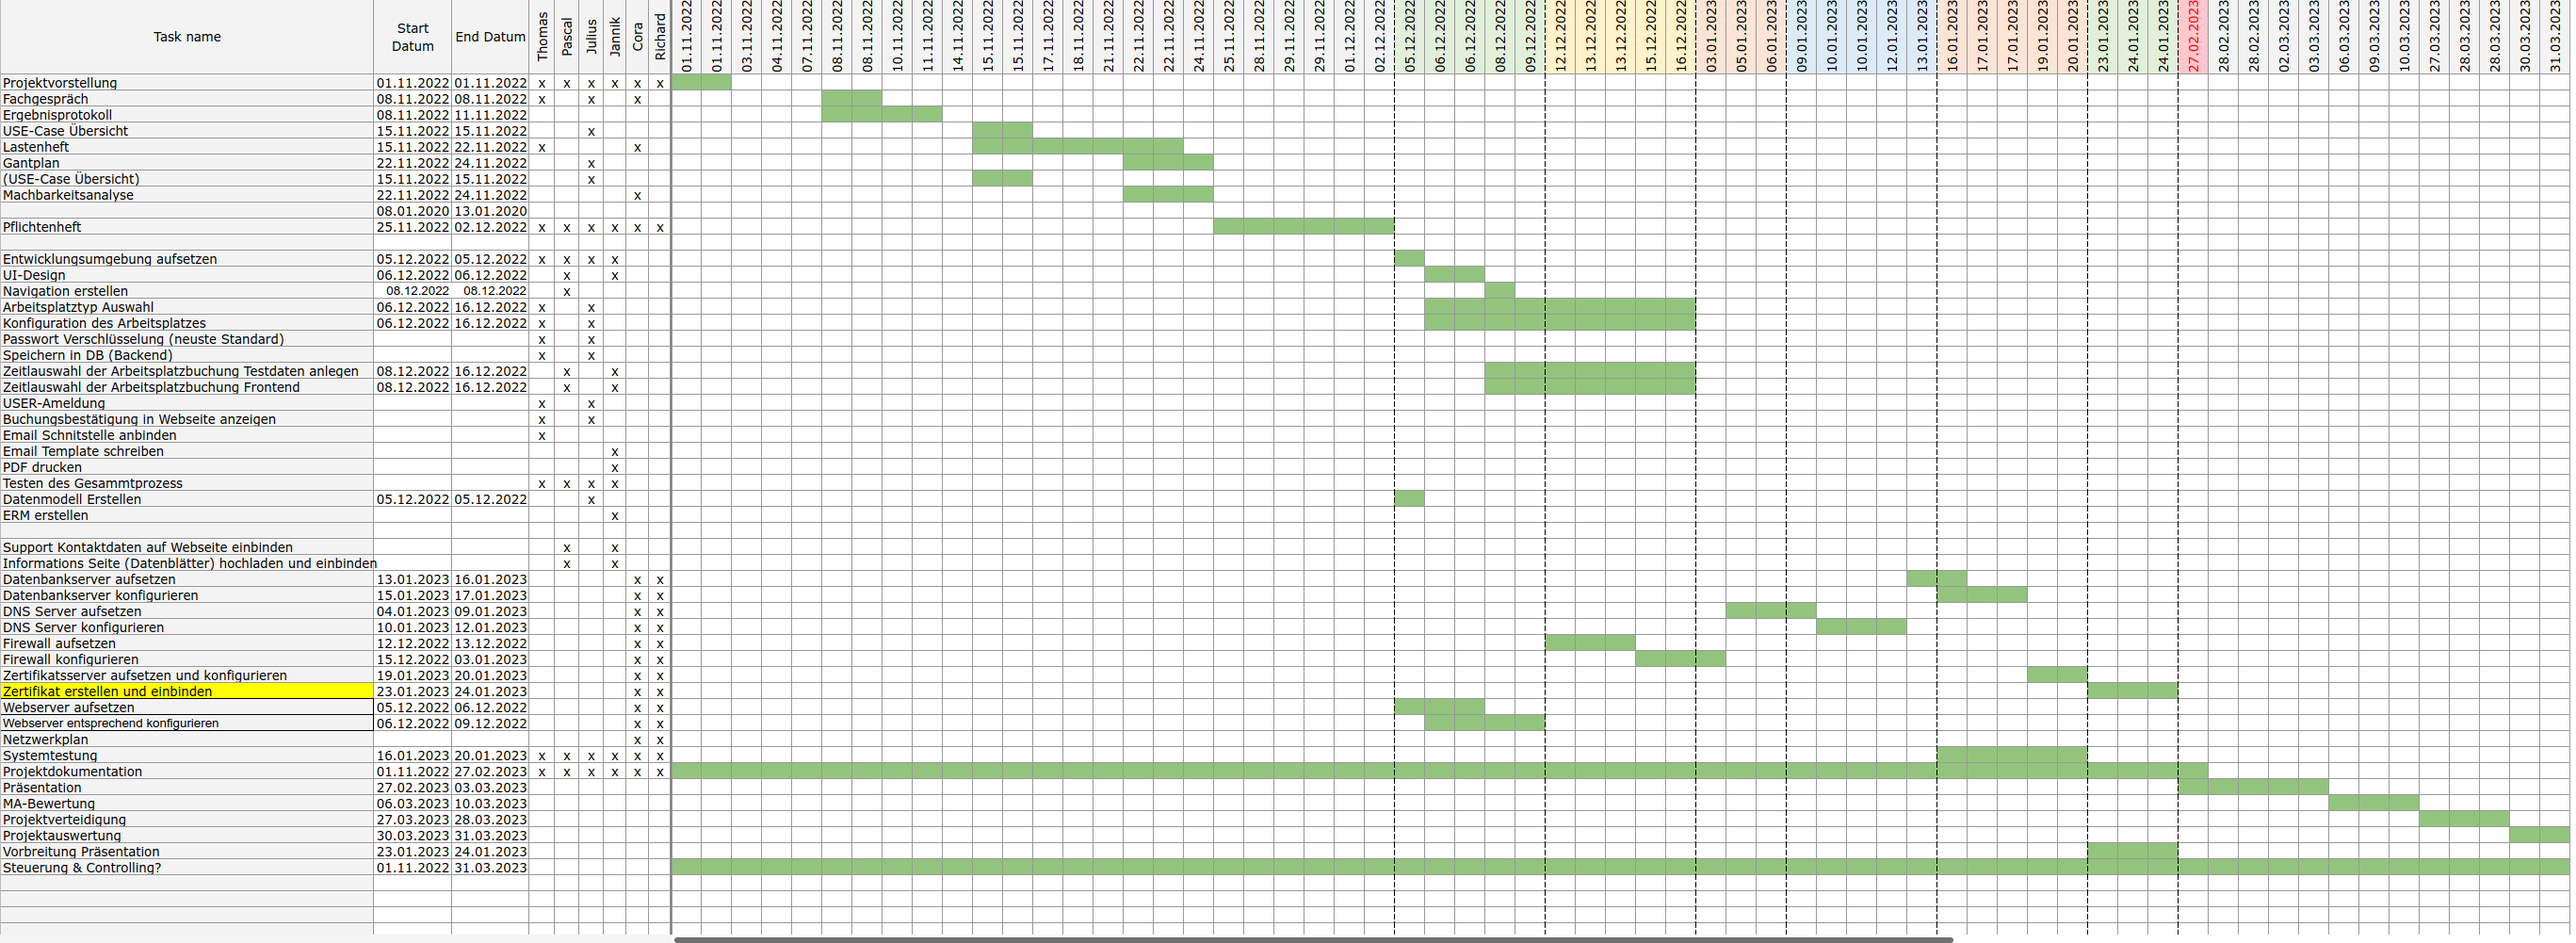 Task name Start Datum End Datum Thomas Pascal Julius Jannik Cora Richard 01.11.2022 01.11.2022 03.11.2022 04.11.2022 07.11.2022 08.11.2022 08.11.2022 10.11.2022 11.11.2022 14.11.2022 15.11.2022 15.11.2022 17.11.2022 18.11.2022 21.11.2022 22.11.2022 22.11.2022 24.11.2022 25.11.2022 28.11.2022 29.11.2022 29.11.2022 01.12.2022 02.12.2022 05.12.2022 06.12.2022 06.12.2022 08.12.2022 09.12.2022 12.12.2022 13.12.2022 13.12.2022 15.12.2022 16.12.2022 03.01.2023 05.01.2023 06.01.2023 09.01.2023 10.01.2023 10.01.2023 12.01.2023 13.01.2023 16.01.2023 17.01.2023 17.01.2023 19.01.2023 20.01.2023 23.01.2023 24.01.2023 24.01.2023 27.02.2023 28.02.2023 28.02.2023 02.03.2023 03.03.2023 06.03.2023 09.03.2023 10.03.2023 27.03.2023 28.03.2023 28.03.2023 30.03.2023 31.03.2023
Projektvorstellung 01.11.2022 01.11.2022 x x x x x x
Fachgespräch 08.11.2022 08.11.2022 x x x
Ergebnisprotokoll 08.11.2022 11.11.2022
USE-Case Übersicht 15.11.2022 15.11.2022 x
Lastenheft 15.11.2022 22.11.2022 x x
Gantplan 22.11.2022 24.11.2022 x
(USE-Case Übersicht) 15.11.2022 15.11.2022 x
Machbarkeitsanalyse 22.11.2022 24.11.2022 x
08.01.2020 13.01.2020
Pflichtenheft 25.11.2022 02.12.2022 x x x x x x
Entwicklungsumgebung aufsetzen 05.12.2022 05.12.2022 x x x x
UI-Design 06.12.2022 06.12.2022 x x
Navigation erstellen 08.12.2022 08.12.2022 x
Arbeitsplatztyp Auswahl 06.12.2022 16.12.2022 x x
Konfiguration des Arbeitsplatzes 06.12.2022 16.12.2022 x x
Passwort Verschlüsselung (neuste Standard) x x
Speichern in DB (Backend) x x
Zeitlauswahl der Arbeitsplatzbuchung Testdaten anlegen 08.12.2022 16.12.2022 x x
Zeitlauswahl der Arbeitsplatzbuchung Frontend 08.12.2022 16.12.2022 x x
USER-Ameldung x x
Buchungsbestätigung in Webseite anzeigen x x
Email Schnitstelle anbinden x
Email Template schreiben x
PDF drucken x
Testen des Gesammtprozess x x x x
Datenmodell Erstellen 05.12.2022 05.12.2022 x
ERM erstellen x
Support Kontaktdaten auf Webseite einbinden x x
Informations Seite (Datenblätter) hochladen und einbinden x x
Datenbankserver aufsetzen 13.01.2023 16.01.2023 x x
Datenbankserver konfigurieren 15.01.2023 17.01.2023 x x
DNS Server aufsetzen 04.01.2023 09.01.2023 x x
DNS Server konfigurieren 10.01.2023 12.01.2023 x x
Firewall aufsetzen 12.12.2022 13.12.2022 x x
Firewall konfigurieren 15.12.2022 03.01.2023 x x
Zertifikatsserver aufsetzen und konfigurieren 19.01.2023 20.01.2023 x x
Zertifikat erstellen und einbinden 23.01.2023 24.01.2023 x x
Webserver aufsetzen 05.12.2022 06.12.2022 x x
Webserver entsprechend konfigurieren 06.12.2022 09.12.2022 x x
Netzwerkplan x x
Systemtestung 16.01.2023 20.01.2023 x x x x x x
Projektdokumentation 01.11.2022 27.02.2023 x x x x x x
Präsentation 27.02.2023 03.03.2023
MA-Bewertung 06.03.2023 10.03.2023
Projektverteidigung 27.03.2023 28.03.2023
Projektauswertung 30.03.2023 31.03.2023
Vorbreitung Präsentation 23.01.2023 24.01.2023
Steuerung & Controlling? 01.11.2022 31.03.2023